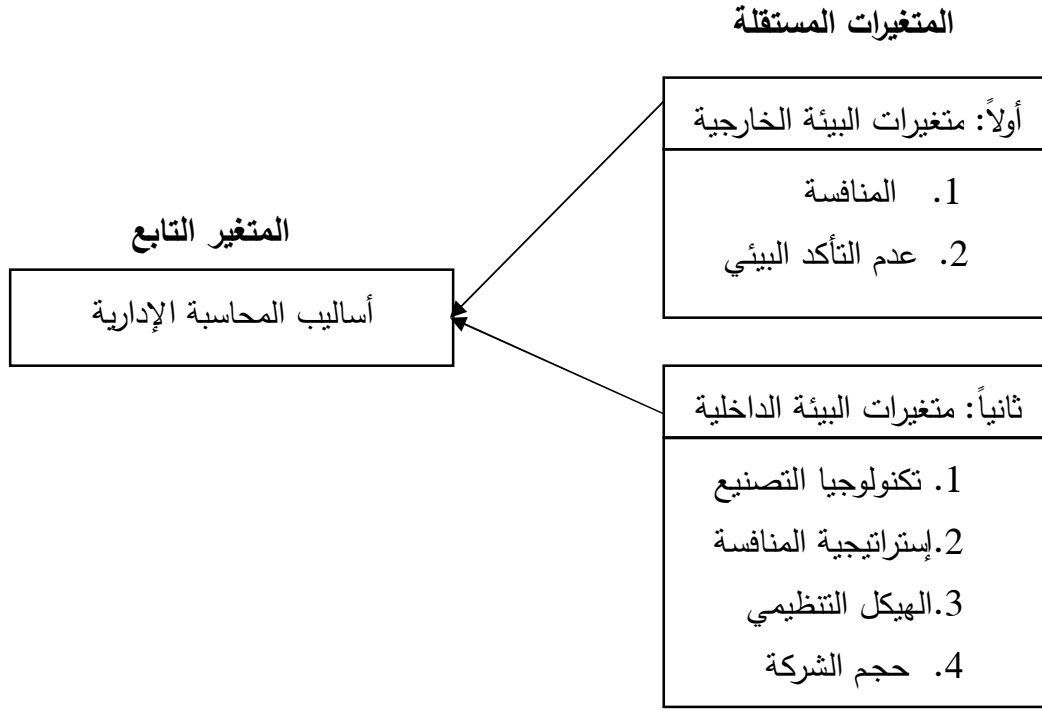 المتغيرات المستقلة
أولاً: متغيرات البيئة الخارجية
1. المنافسة
2. عدم التأكد البيئي
المتغير التابع
أساليب المحاسبة الإدارية
ثانياً: متغيرات البيئة الداخلية
1. تكنولوجيا التصنيع
2.إستراتيجية المنافسة
3.الهيكل التنظيمي
4. حجم الشركة